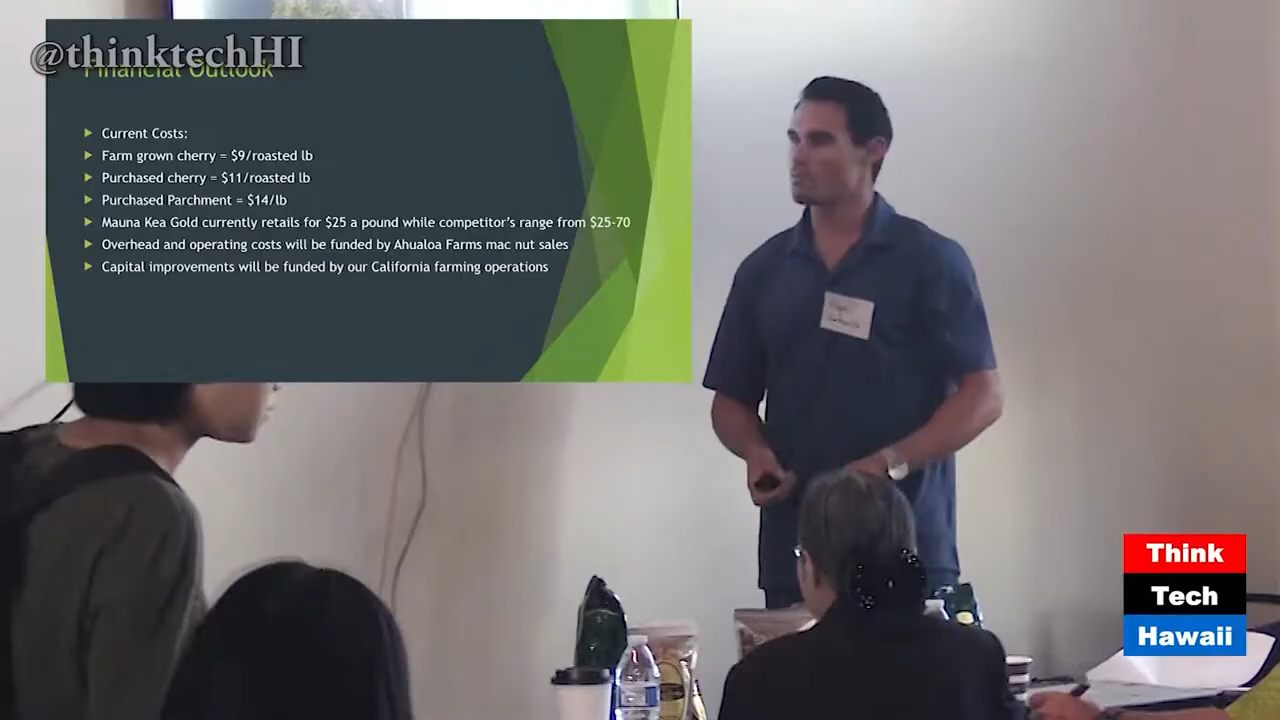 @thinktechHI
Financial Outlook
Current Costs:
Farm grown cherry = $9/roasted lb
Purchased cherry = $11/roasted lb
Purchased Parchment = $14/lb
Mauna Kea Gold currently retails for $25 a pound while competitor's range from $25-70
Overhead and operating costs will be funded by Ahualoa Farms mac nut sales
Capital improvements will be funded by our California farming operations
Think
Tech
Hawaii